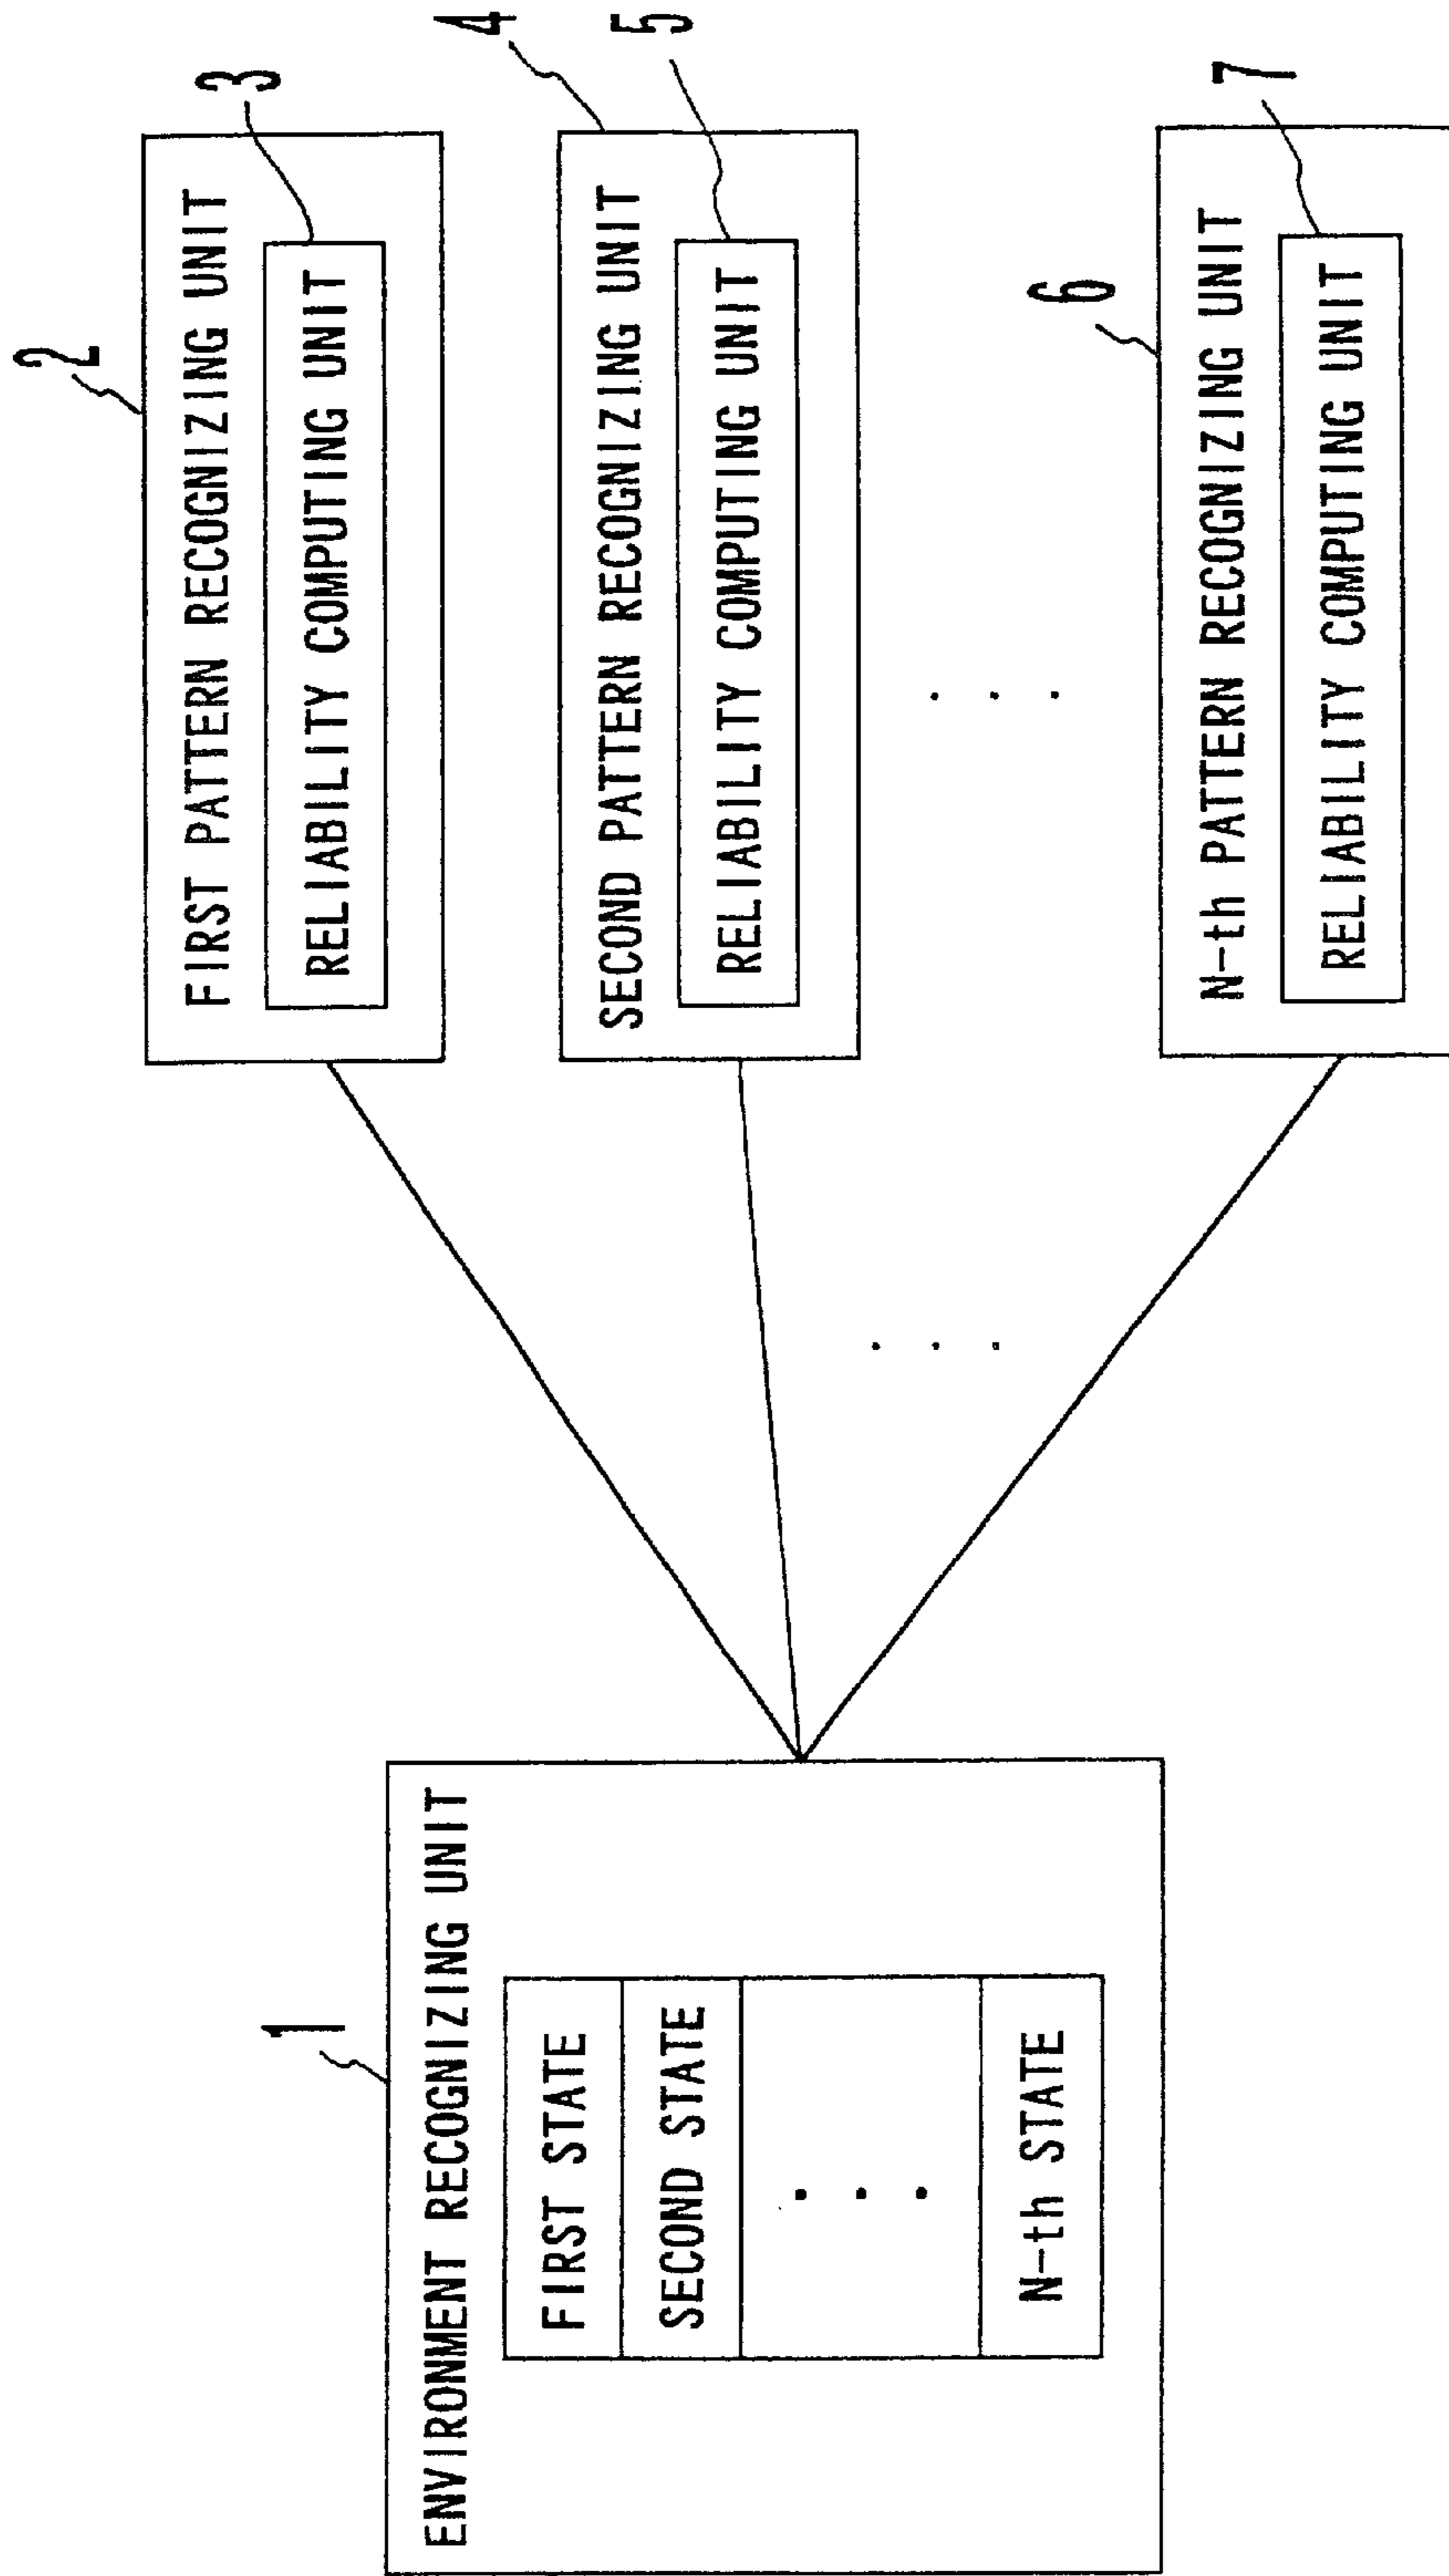 1
ENVIRONMENT RECOGNIZING UNIT
FIRST STATE
SECOND STATE
. . .
N-th STATE
. . .
2
FIRST PATTERN RECOGNIZING UNIT
3
RELIABILITY COMPUTING UNIT
4
SECOND PATTERN RECOGNIZING UNIT
5
RELIABILITY COMPUTING UNIT
. . .
6
N-th PATTERN RECOGNIZING UNIT
7
RELIABILITY COMPUTING UNIT